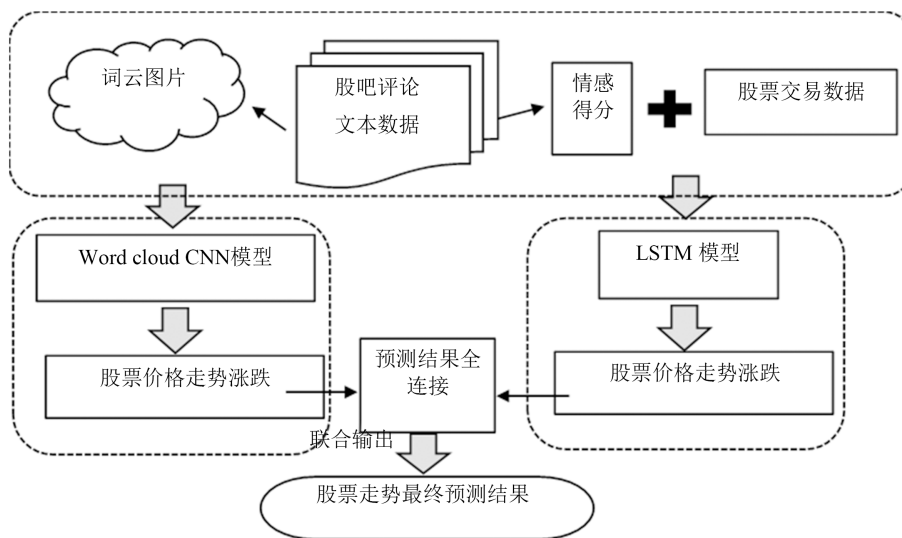 词云图片
股吧评论
文本数据
情感
得分
股票交易数据
Word cloud CNN模型
LSTM 模型
股票价格走势涨跌
预测结果全
连接
股票价格走势涨跌
联合输出
股票走势最终预测结果